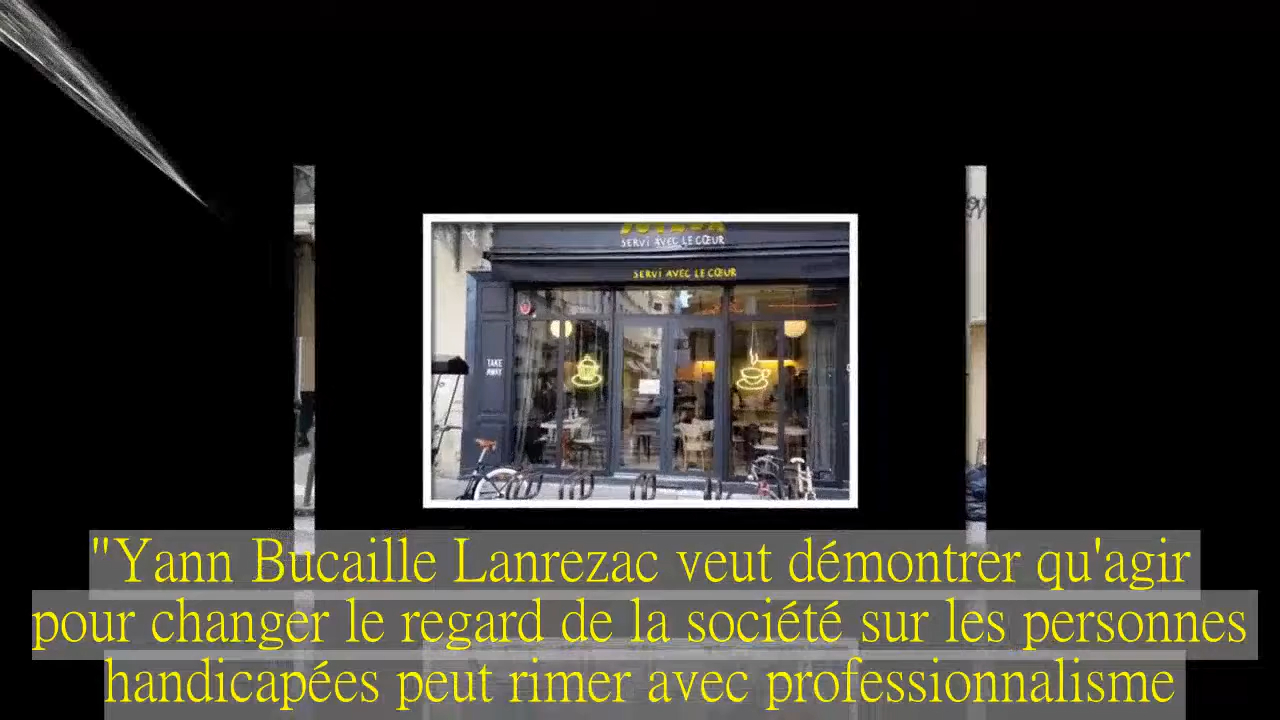 SERVI AVEC LE CŒUR
SERVI AVEC LE CŒUR
TAKE
AWAY
"Yann Bucaille Lanrezac veut démontrer qu'agir
pour changer le regard de la société sur les personnes
handicapées peut rimer avec professionnalisme